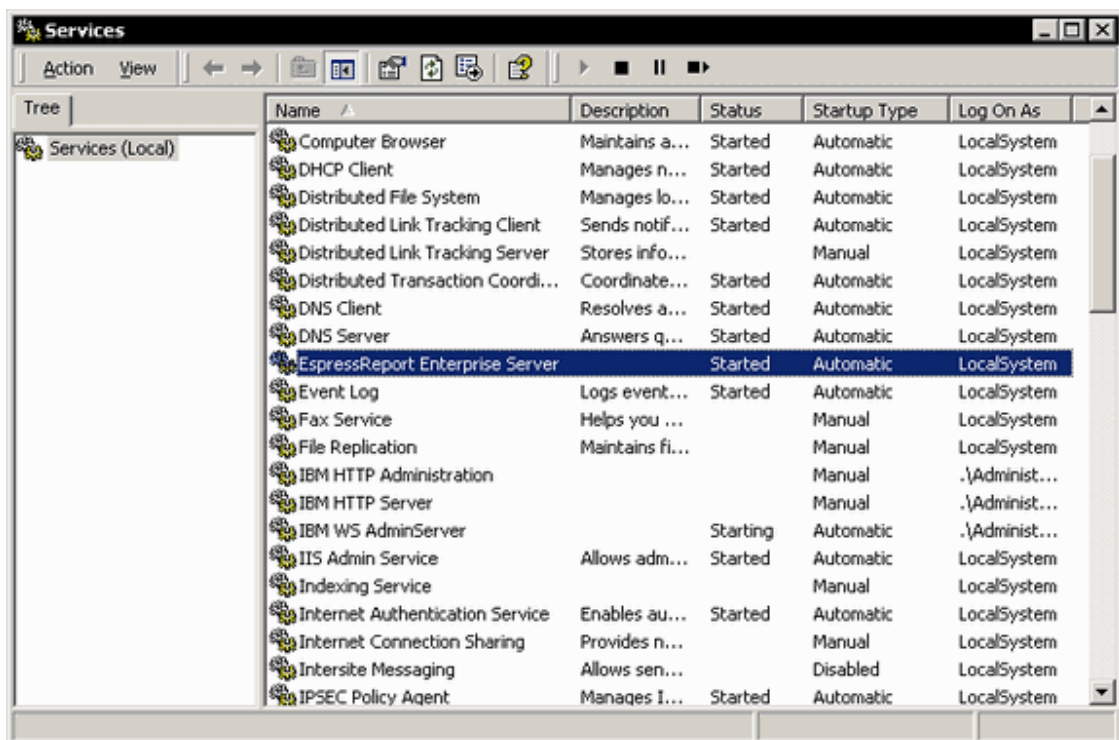 Services
Action View
Tree
Services (Local)
Name Description Status Startup Type Log On As
Computer Browser Maintains a... Started Automatic LocalSystem
DHCP Client Manages n... Started Automatic LocalSystem
Distributed File System Manages lo... Started Automatic LocalSystem
Distributed Link Tracking Client Sends notif... Started Automatic LocalSystem
Distributed Link Tracking Server Stores info... Manual LocalSystem
Distributed Transaction Coordi... Coordinate... Started Automatic LocalSystem
DNS Client Resolves a... Started Automatic LocalSystem
DNS Server Answers q... Started Automatic LocalSystem
EspressReport Enterprise Server Started Automatic LocalSystem
Event Log Logs event... Started Automatic LocalSystem
Fax Service Helps you ... Manual LocalSystem
File Replication Maintains fi... Manual LocalSystem
IBM HTTP Administration Manual .\Administ...
IBM HTTP Server Manual .\Administ...
IBM WS AdminServer Starting Automatic .\Administ...
IIS Admin Service Allows adm... Started Automatic LocalSystem
Indexing Service Manual LocalSystem
Internet Authentication Service Enables au... Started Automatic LocalSystem
Internet Connection Sharing Provides n... Manual LocalSystem
Intersite Messaging Allows sen... Disabled LocalSystem
IPSEC Policy Agent Manages I... Started Automatic LocalSystem